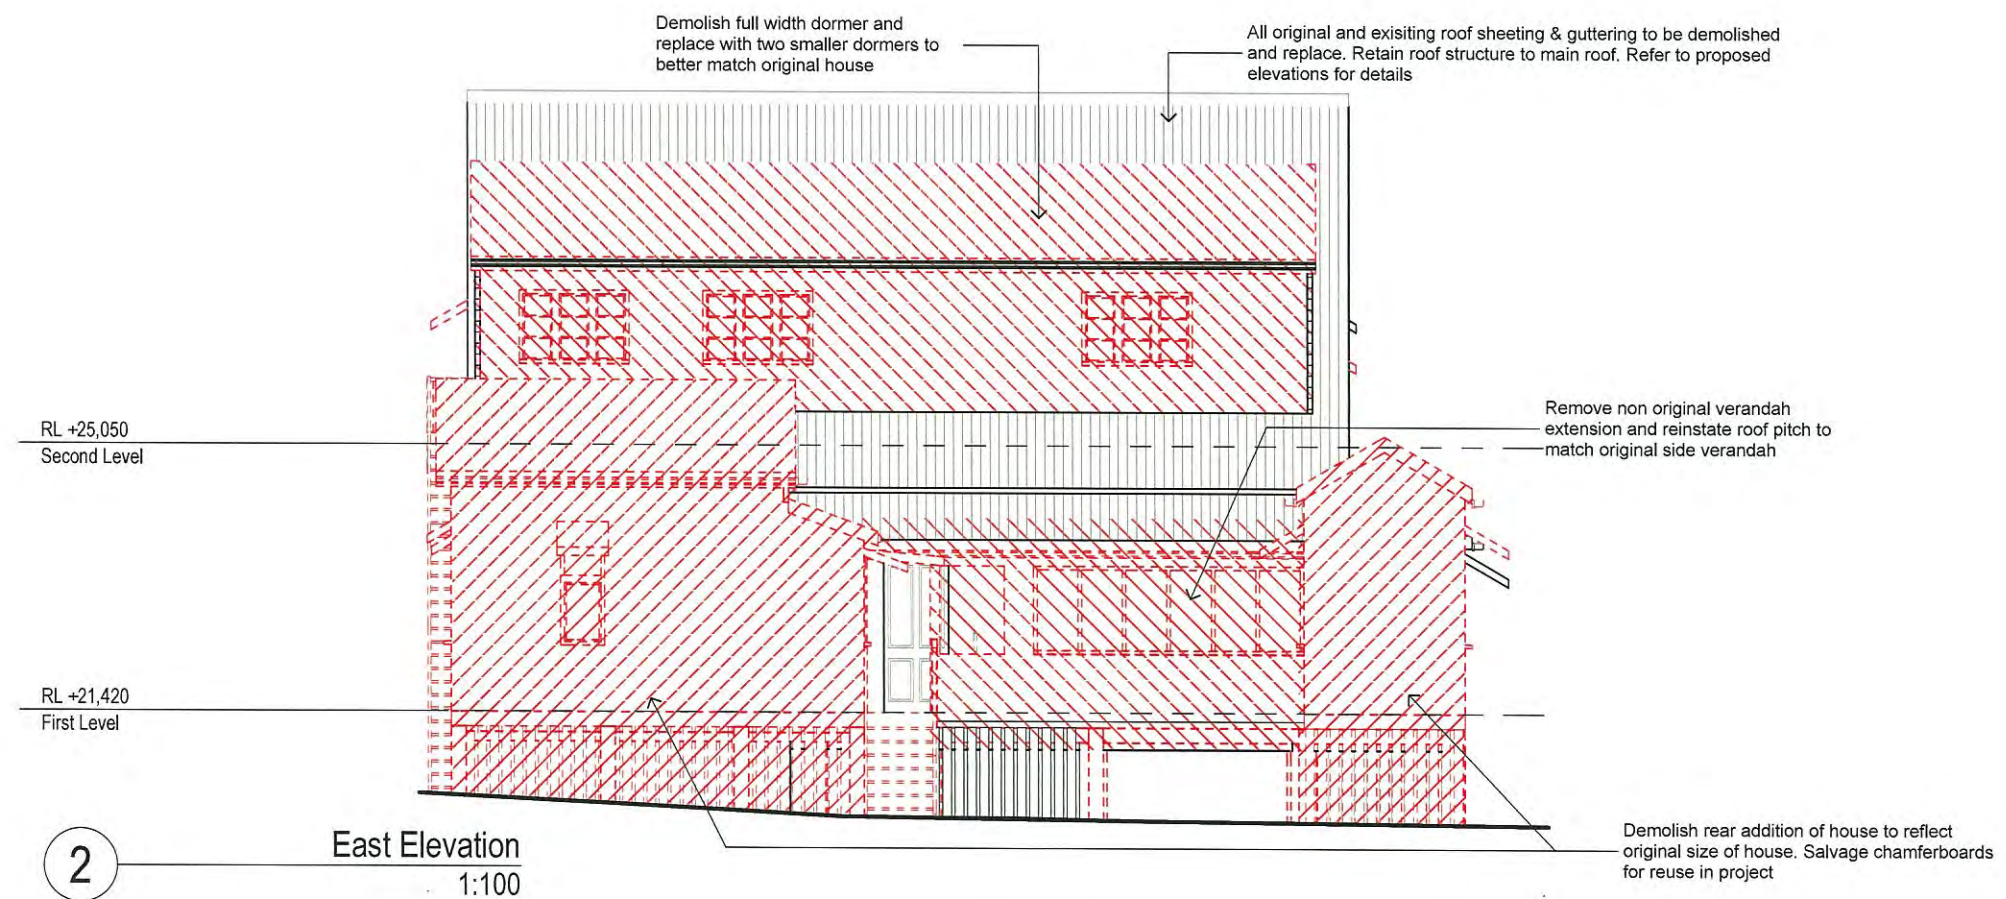 Demolish full width dormer and
replace with two smaller dormers to
better match original house
All original and exisiting roof sheeting & guttering to be demolished
and replace. Retain roof structure to main roof. Refer to proposed
elevations for details
Remove non original verandah
extension and reinstate roof pitch to
match original side verandah
RL +25,050
Second Level
RL +21,420
First Level
Demolish rear addition of house to reflect
original size of house. Salvage chamferboards
for reuse in project
2
East Elevation
1:100